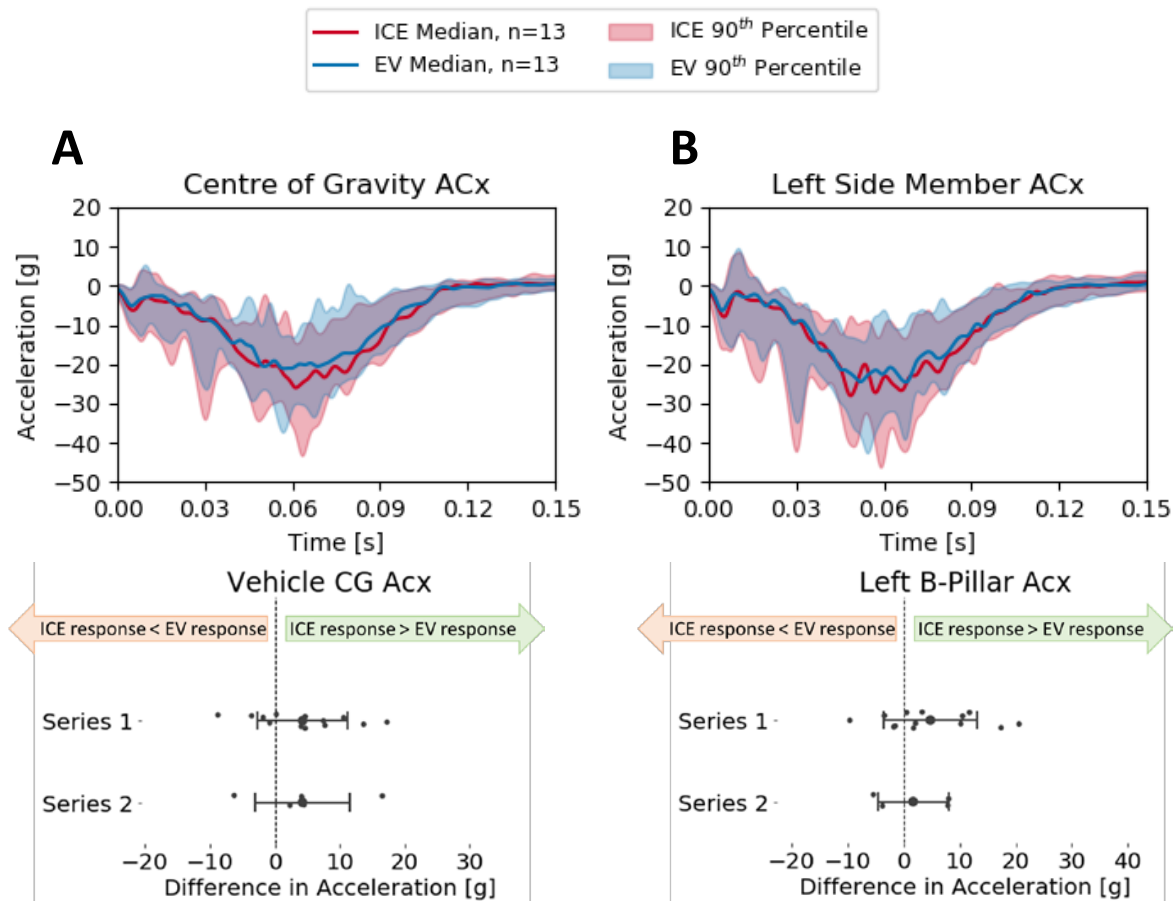 ICE Median, n=13
ICE 90th Percentile
EV Median, n=13
EV 90th Percentile
A
Centre of Gravity ACx
20
10
0
−10
−20
−30
−40
−50
Acceleration [g]
0.00 0.03 0.06 0.09 0.12 0.15
Time [s]
B
Left Side Member ACx
20
10
0
−10
−20
−30
−40
−50
Acceleration [g]
0.00 0.03 0.06 0.09 0.12 0.15
Time [s]
Vehicle CG Acx
ICE response < EV response
ICE response > EV response
Series 1
Series 2
−20 −10 0 10 20 30
Difference in Acceleration [g]
Left B-Pillar Acx
ICE response < EV response
ICE response > EV response
Series 1
Series 2
−20 −10 0 10 20 30 40
Difference in Acceleration [g]